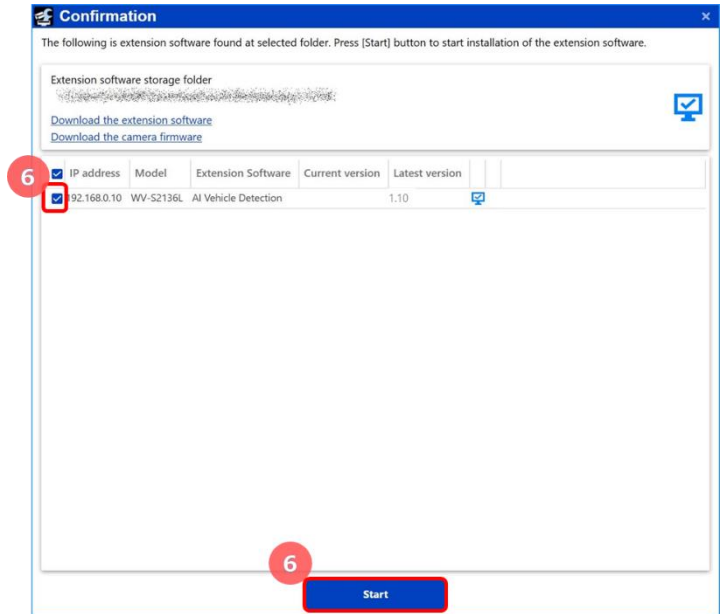 Confirmation
The following is extension software found at selected folder. Press [Start] button to start installation of the extension software.
Extension software storage folder
Download the extension software
Download the camera firmware
6
IP address Model Extension Software Current version Latest version
192.168.0.10 WV-S2136L AI Vehicle Detection 1.10
6
Start